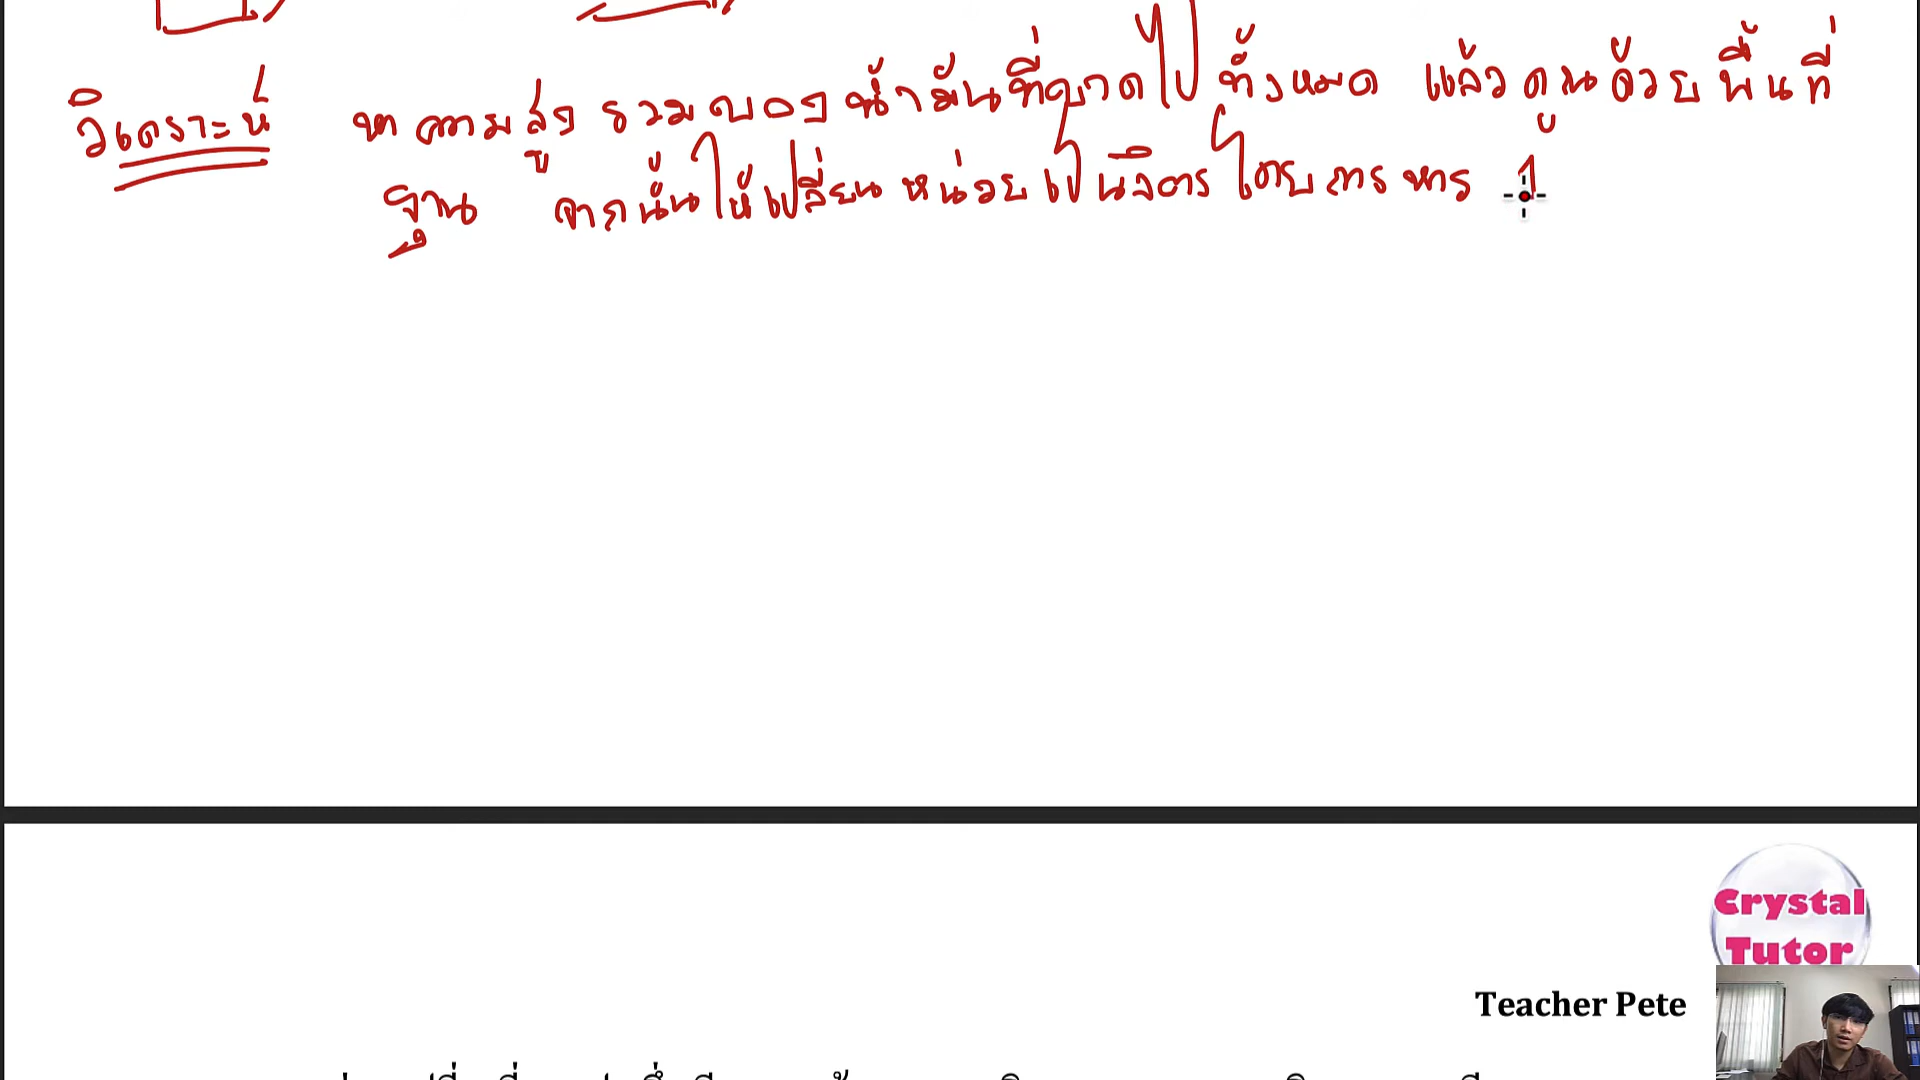 วิเคราะห์ หาความสูงรวมของน้ำมันที่ขาดไปทั้งหมด แล้วคูณด้วยพื้นที่
ฐาน จากนั้นให้เปลี่ยนหน่วยเป็นลิตรโดยการหาร 1
Crystal
Tutor
Teacher Pete